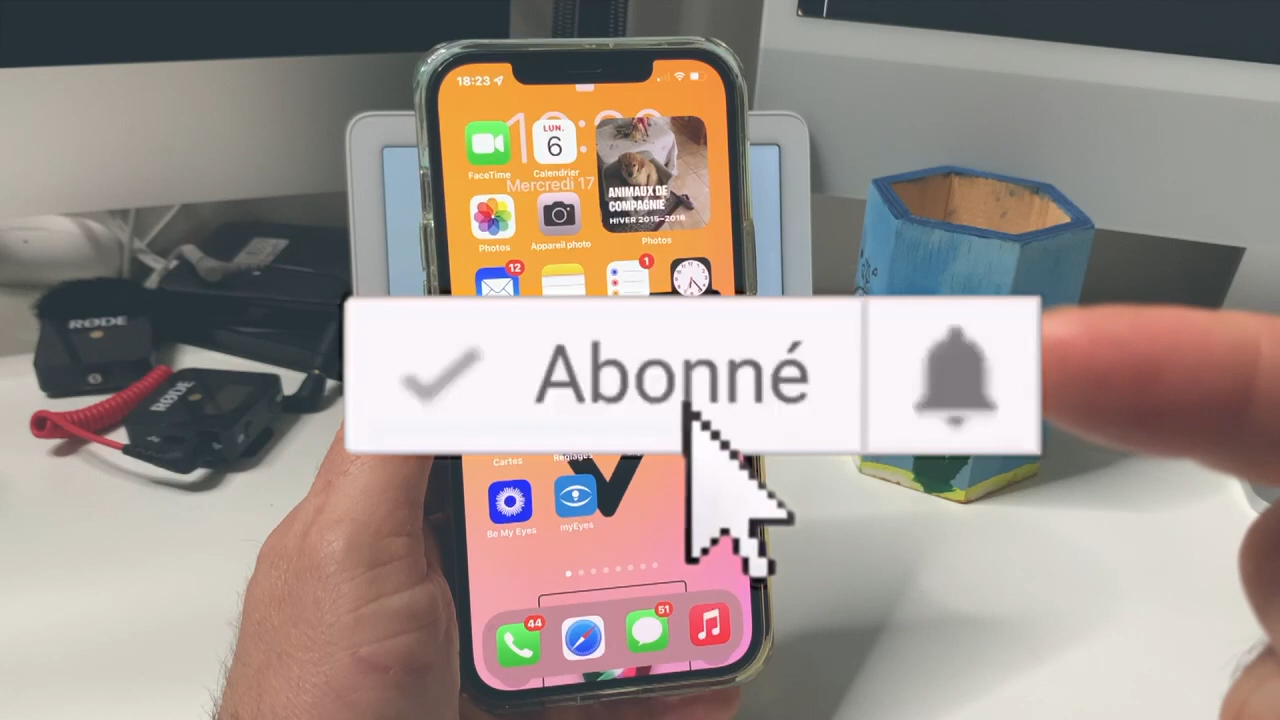 18:23
LUN.
6
FaceTime
Calendrier
Mercredi 17
ANIMAUX DE
COMPAGNIE
HIVER 2015–2016
Photos
Appareil photo
Photos
12
1
RØDE
RØDE
Abonné
Cartes
Réglages
Be My Eyes
myEyes
44
51